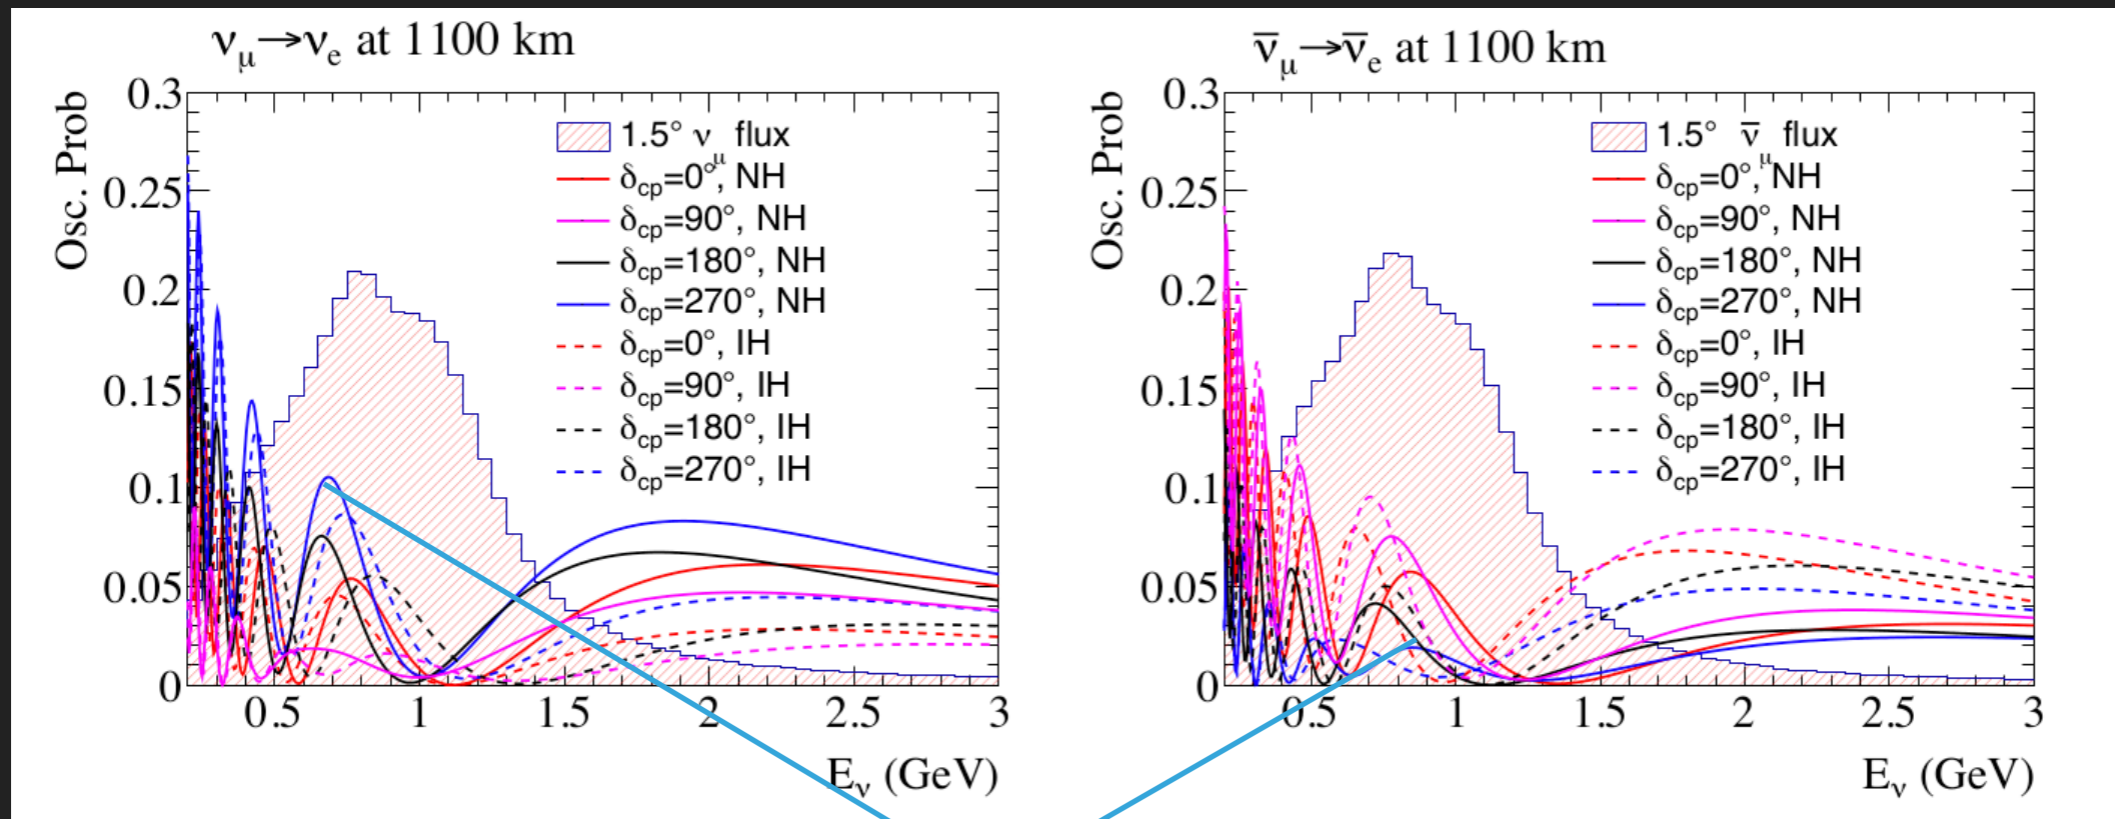 νμ→νe at 1100 km
Osc. Prob
0.3
0.25
0.2
0.15
0.1
0.05
0
0.5
1
1.5
2
2.5
3
Eν (GeV)
1.5° νμ flux
δcp=0°, NH
δcp=90°, NH
δcp=180°, NH
δcp=270°, NH
δcp=0°, IH
δcp=90°, IH
δcp=180°, IH
δcp=270°, IH
ν̅μ→ν̅e at 1100 km
Osc. Prob
0.3
0.25
0.2
0.15
0.1
0.05
0
0.5
1
1.5
2
2.5
3
Eν (GeV)
1.5° ν̅μ flux
δcp=0°, NH
δcp=90°, NH
δcp=180°, NH
δcp=270°, NH
δcp=0°, IH
δcp=90°, IH
δcp=180°, IH
δcp=270°, IH